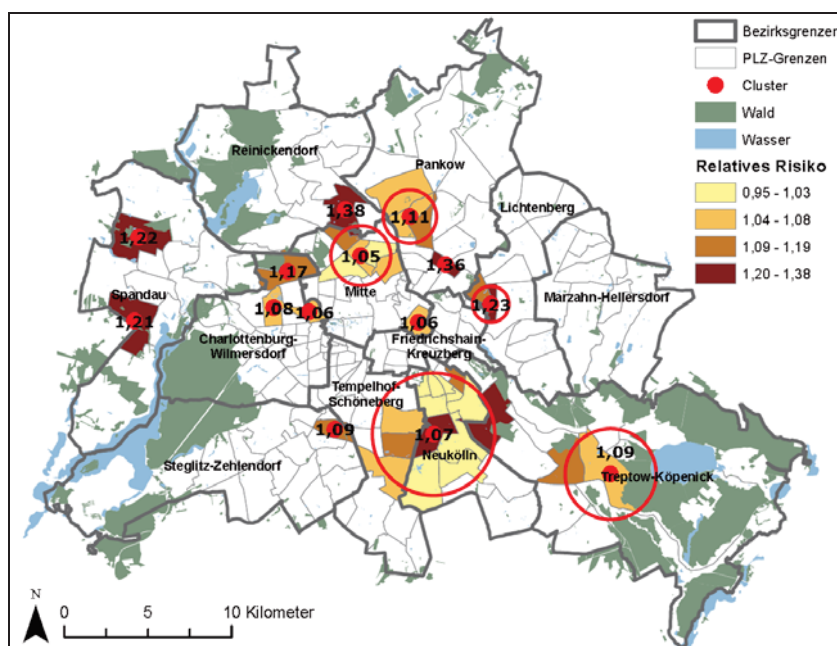 Bezirksgrenzen
PLZ-Grenzen
Cluster
Wald
Wasser
Relatives Risiko
0,95 - 1,03
1,04 - 1,08
1,09 - 1,19
1,20 - 1,38
Reinickendorf
Pankow
Lichtenberg
1,38
1,11
1,22
1,05
1,36
1,17
Mitte
Marzahn-Hellersdorf
Spandau
1,23
1,08
1,06
1,06
1,21
Charlottenburg-
Wilmersdorf
Friedrichshain-
Kreuzberg
Tempelhof-
Schöneberg
1,09
1,07
Neukölln
1,09
Steglitz-Zehlendorf
Treptow-Köpenick
N
0 5 10 Kilometer